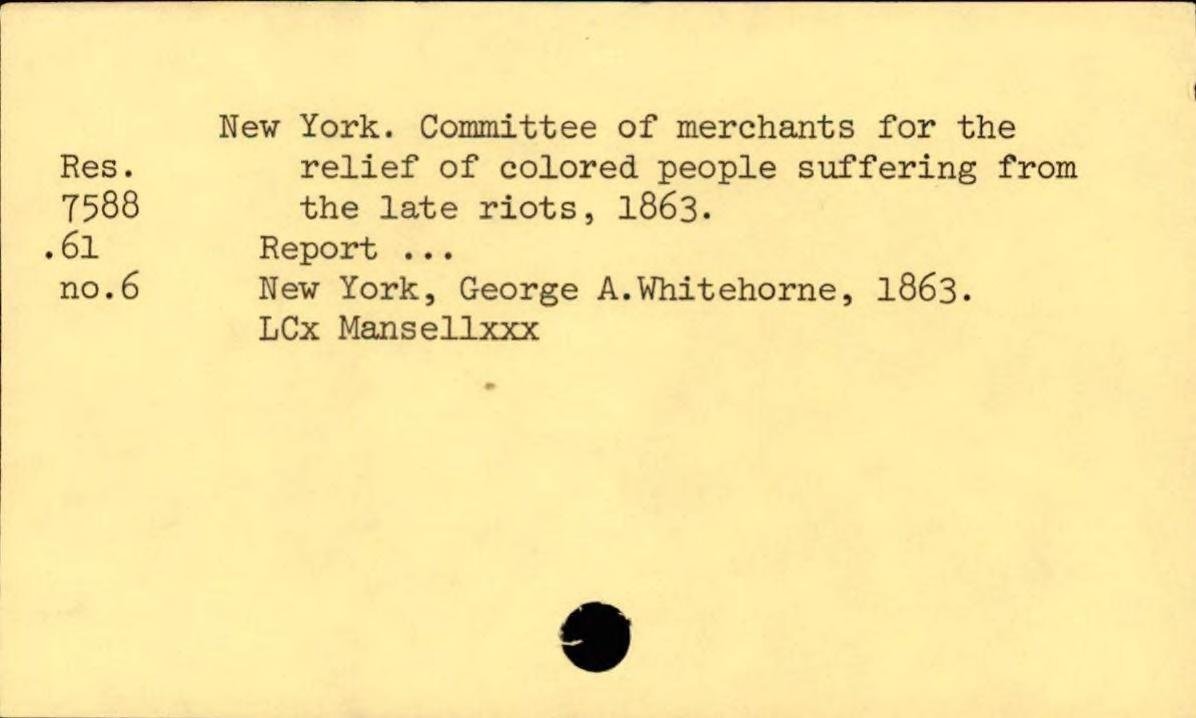 New York. Committee of merchants for the
Res. relief of colored people suffering from
7588 the late riots, 1863.
.61 Report ...
no.6 New York, George A.Whitehorne, 1863.
LCx Mansellxxx